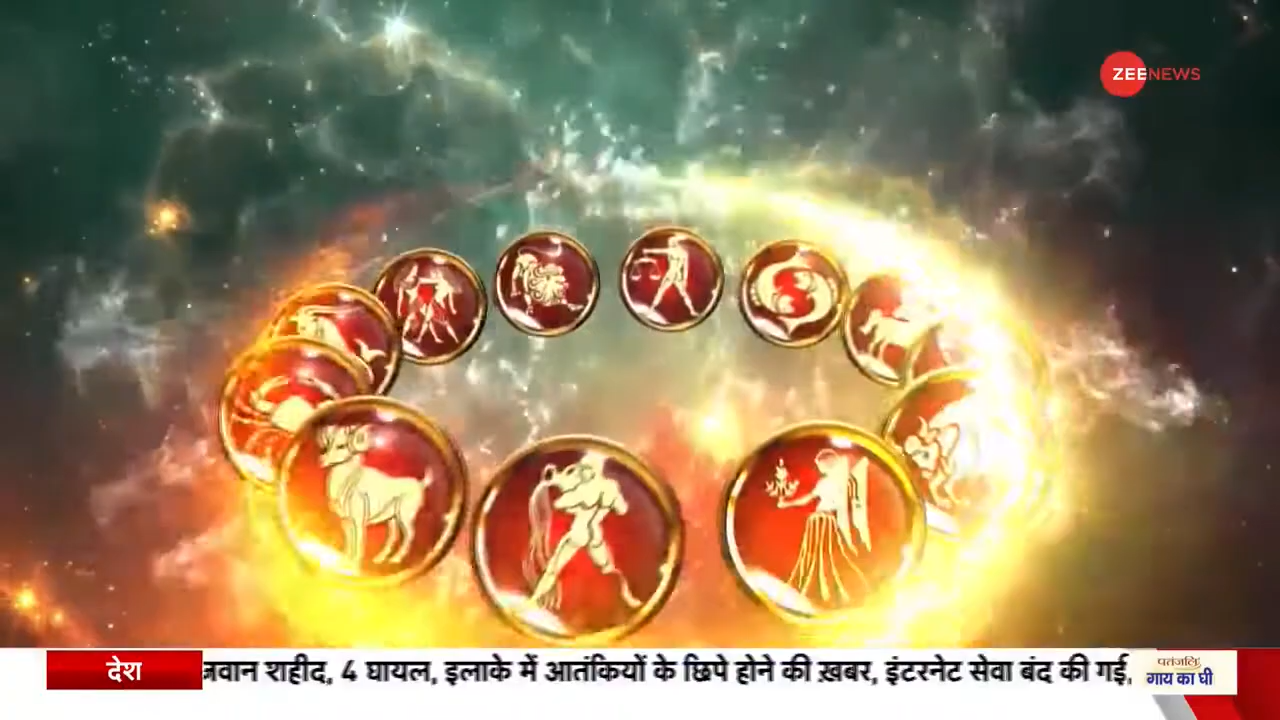 ZEENEWS
देश
जवान शहीद, 4 घायल, इलाके में आतंकियों के छिपे होने की ख़बर, इंटरनेट सेवा बंद की गई,
पतंजलि
गाय का घी